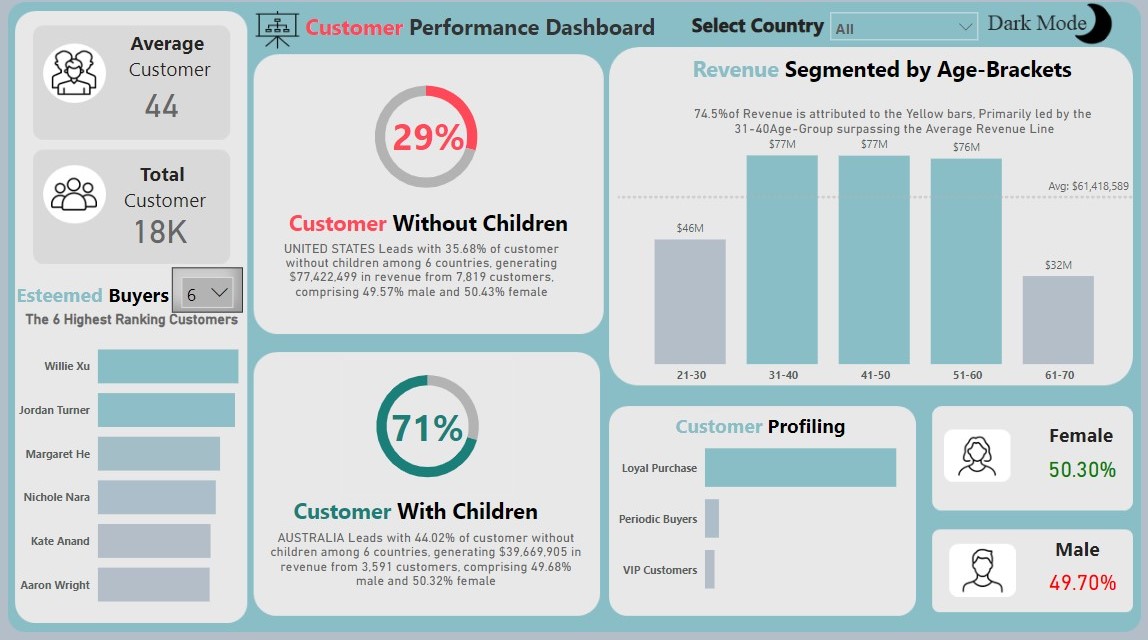 Customer Performance Dashboard
Select Country
All
Dark Mode
Average
Customer
44
Total
Customer
18K
Esteemed Buyers
6
The 6 Highest Ranking Customers
Willie Xu
Jordan Turner
Margaret He
Nichole Nara
Kate Anand
Aaron Wright
29%
Customer Without Children
UNITED STATES Leads with 35.68% of customer
without children among 6 countries, generating
$77,422,499 in revenue from 7,819 customers,
comprising 49.57% male and 50.43% female
71%
Customer With Children
AUSTRALIA Leads with 44.02% of customer without
children among 6 countries, generating $39,669,905 in
revenue from 3,591 customers, comprising 49.68%
male and 50.32% female
Revenue Segmented by Age-Brackets
74.5%of Revenue is attributed to the Yellow bars, Primarily led by the
31-40Age-Group surpassing the Average Revenue Line
$46M
$77M
$77M
$76M
$32M
Avg: $61,418,589
21-30
31-40
41-50
51-60
61-70
Customer Profiling
Loyal Purchase
Periodic Buyers
VIP Customers
Female
50.30%
Male
49.70%